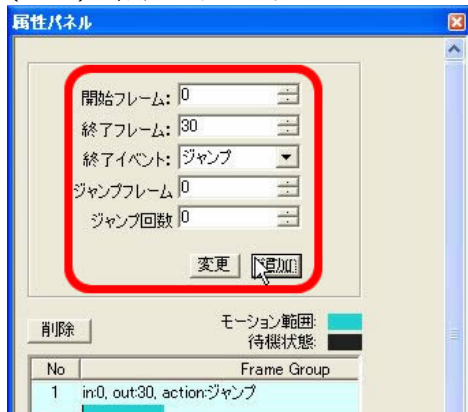 属性パネル
開始フレーム: 0
終了フレーム: 30
終了イベント: ジャンプ
ジャンプフレーム 0
ジャンプ回数 0
変更 追加
削除 モーション範囲:
待機状態:
No Frame Group
1 in:0, out:30, action:ジャンプ